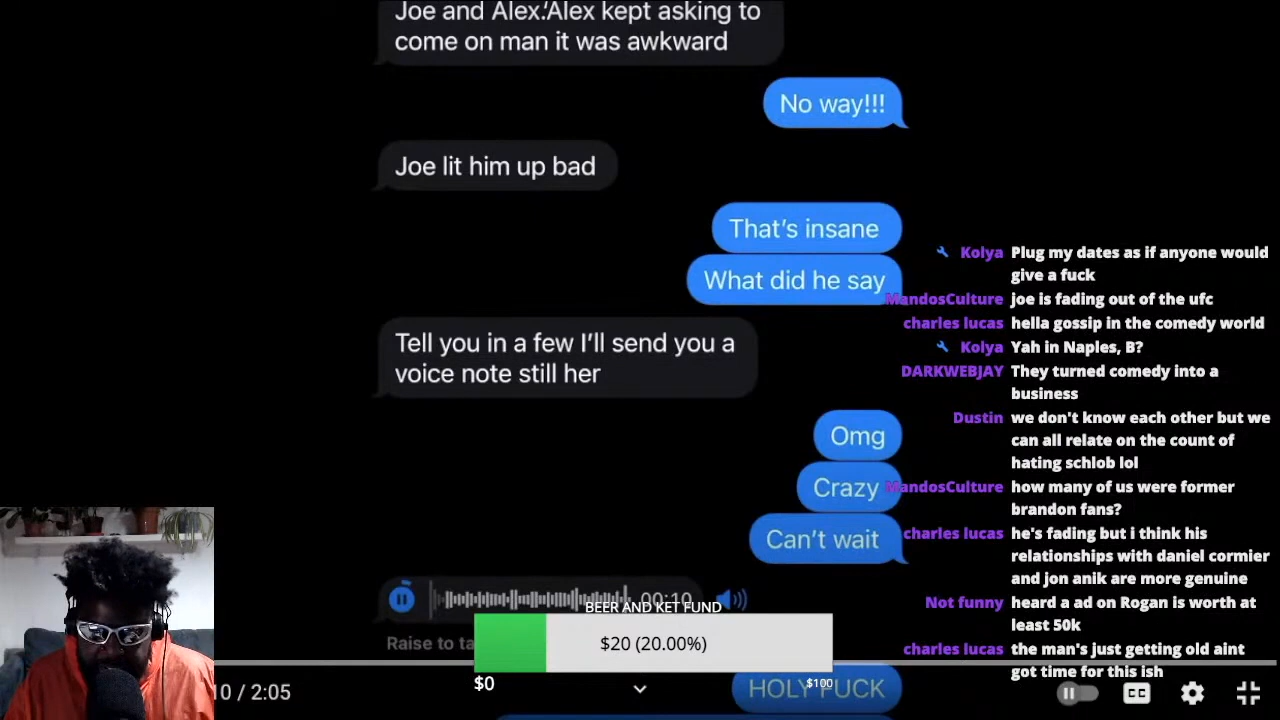 Joe and Alex.'Alex kept asking to
come on man it was awkward
No way!!!
Joe lit him up bad
That's insane
What did he say
Tell you in a few I'll send you a
voice note still her
Omg
Crazy
Can't wait
00:10
Raise to ta
HOLY FUCK
BEER AND KET FUND
$20 (20.00%)
$0
$100
10 / 2:05
CC
Kolya Plug my dates as if anyone would
give a fuck
MandosCulture joe is fading out of the ufc
charles lucas hella gossip in the comedy world
Kolya Yah in Naples, B?
DARKWEBJAY They turned comedy into a
business
Dustin we don't know each other but we
can all relate on the count of
hating schlob lol
MandosCulture how many of us were former
brandon fans?
charles lucas he's fading but i think his
relationships with daniel cormier
and jon anik are more genuine
Not funny heard a ad on Rogan is worth at
least 50k
charles lucas the man's just getting old aint
got time for this ish